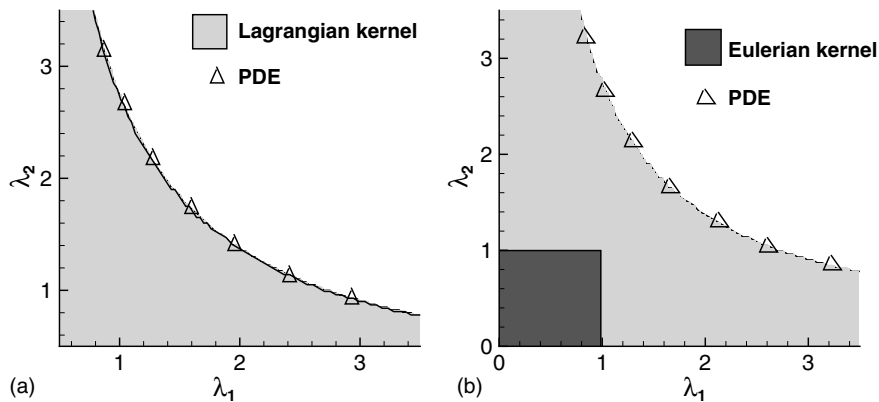 Lagrangian kernel
PDE
3
2
1
λ2
1
2
3
λ1
(a)
Eulerian kernel
PDE
3
2
1
0
λ2
0
1
2
3
λ1
(b)